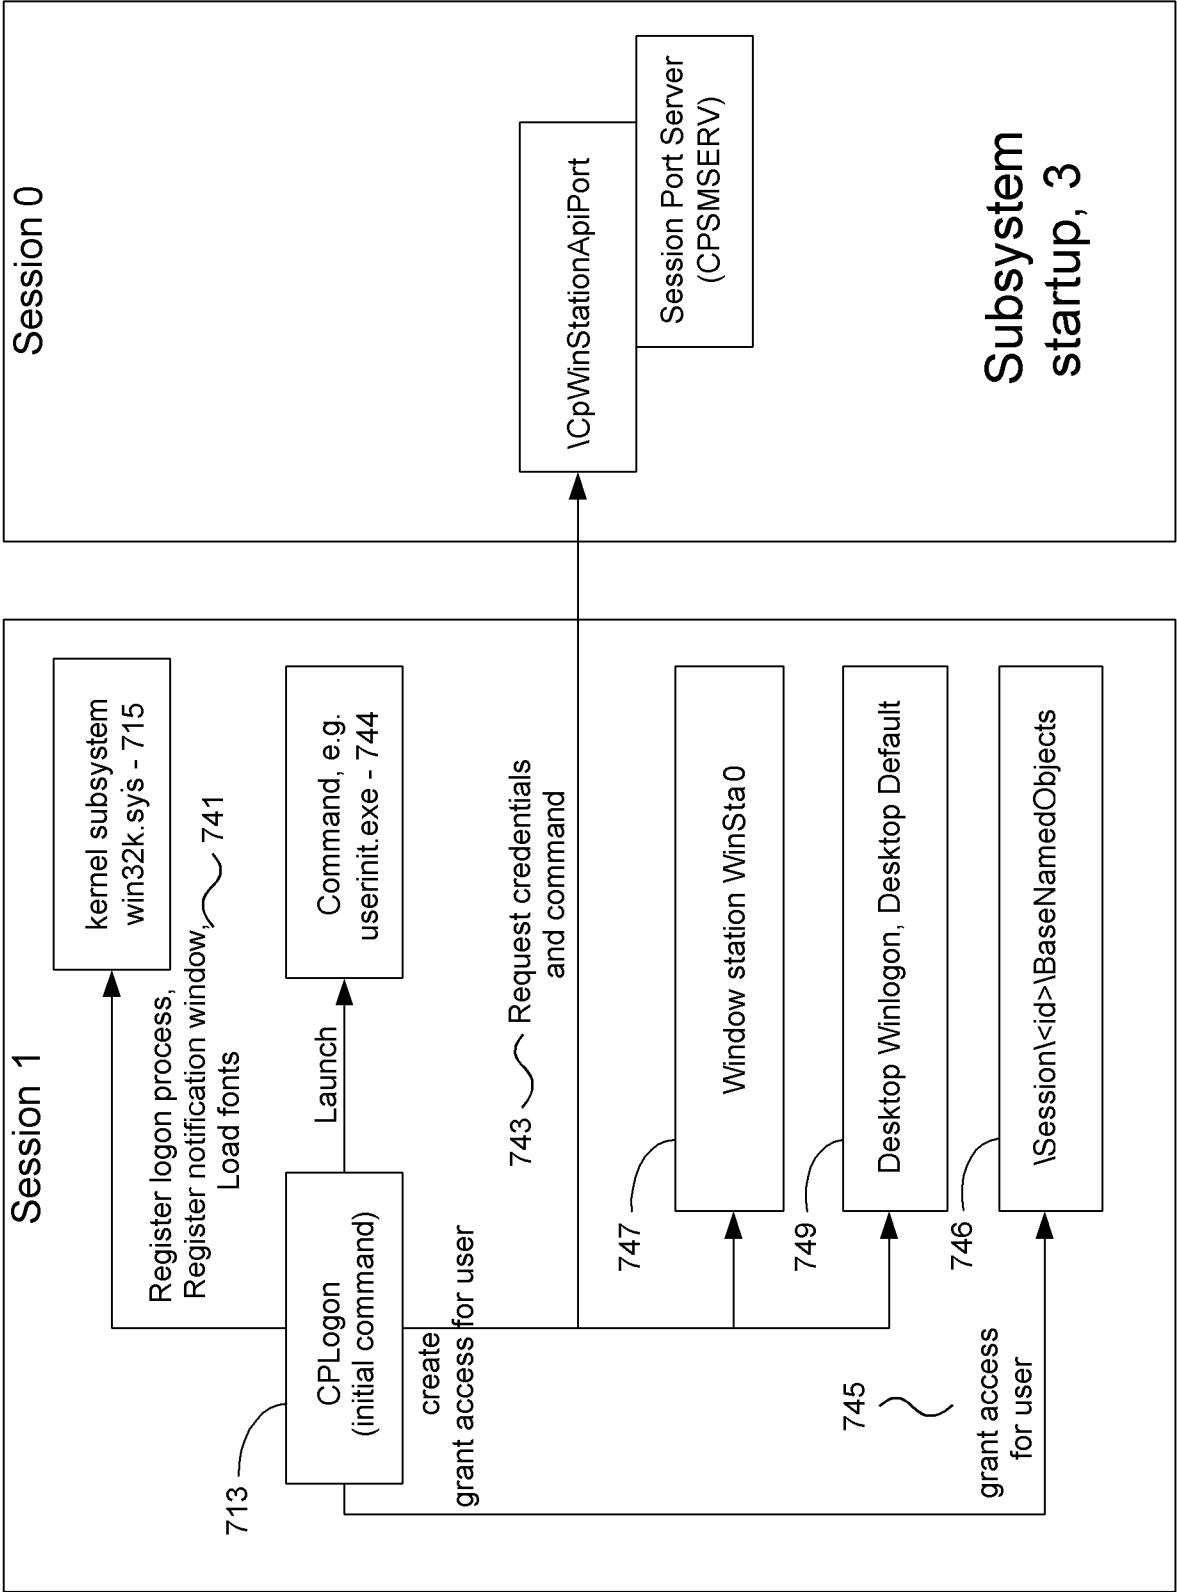 Session 1
kernel subsystem
win32k.sys - 715
Register logon process,
Register notification window,
Load fonts
741
713
CPLogon
(initial command)
Launch
Command, e.g.
userinit.exe - 744
create
grant access for user
743
Request credentials
and command
747
Window station WinSta0
749
Desktop Winlogon, Desktop Default
746
\Session\<id>\BaseNamedObjects
745
grant access
for user
Session 0
\CpWinStationApiPort
Session Port Server
(CPSMSERV)
Subsystem
startup, 3